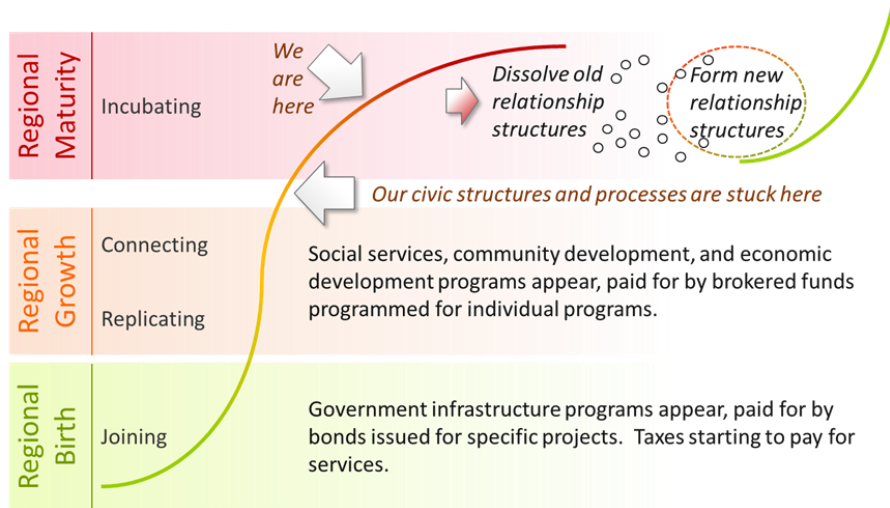 Regional
Maturity
Incubating
We
are
here
Dissolve old
relationship
structures
Form new
relationship
structures
Our civic structures and processes are stuck here
Regional
Growth
Connecting
Replicating
Social services, community development, and economic
development programs appear, paid for by brokered funds
programmed for individual programs.
Regional
Birth
Joining
Government infrastructure programs appear, paid for by
bonds issued for specific projects.  Taxes starting to pay for
services.